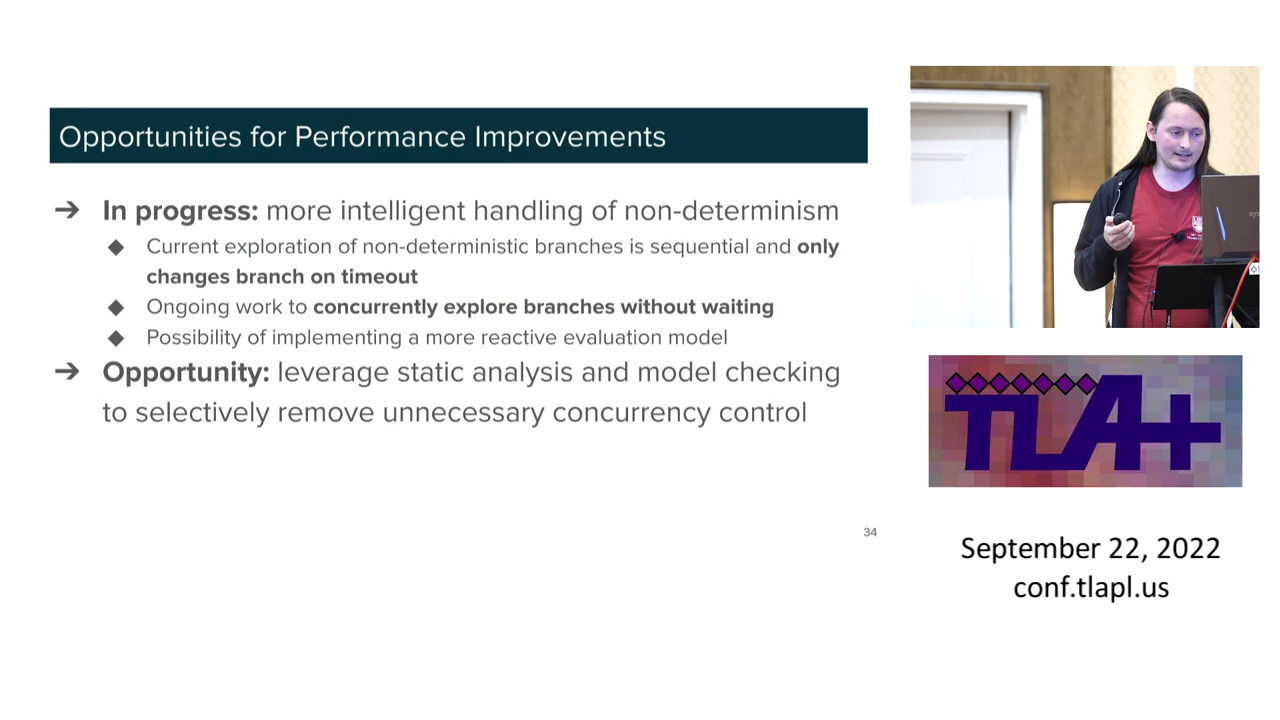 Opportunities for Performance Improvements
➔ In progress: more intelligent handling of non-determinism
◆ Current exploration of non-deterministic branches is sequential and only
changes branch on timeout
◆ Ongoing work to concurrently explore branches without waiting
◆ Possibility of implementing a more reactive evaluation model
➔ Opportunity: leverage static analysis and model checking
to selectively remove unnecessary concurrency control
34
TLA+
September 22, 2022
conf.tlapl.us